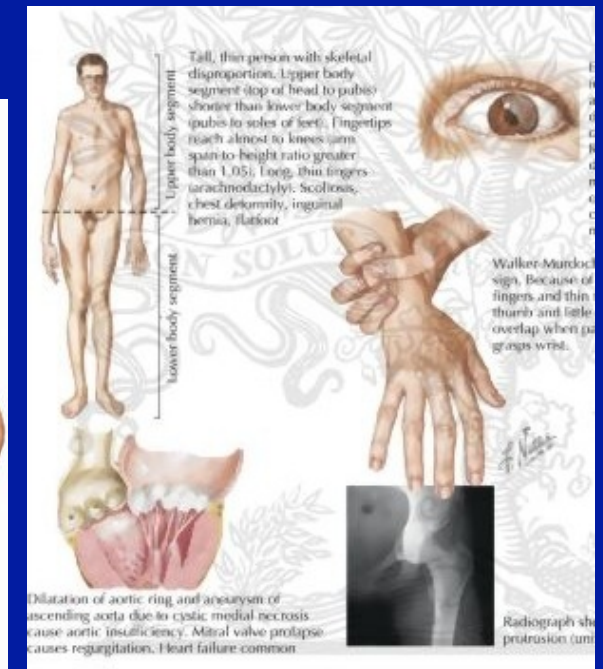 Tall, thin person with skeletal
disproportion. Upper body
segment (top of head to pubis)
shorter than lower body segment
(pubis to soles of feet). Fingertips
reach almost to knees (arm
span-to-height ratio greater
than 1.05). Long, thin fingers
(arachnodactyly). Scoliosis,
chest deformity, inguinal
hernia, flatfoot
Upper body segment
Lower body segment
Walker-Murdoch
sign. Because of
fingers and thin
thumb and little
overlap when pa
grasps wrist.
Dilatation of aortic ring and aneurysm of
ascending aorta due to cystic medial necrosis
cause aortic insufficiency. Mitral valve prolapse
causes regurgitation. Heart failure common
Radiograph sho
protrusion (uni